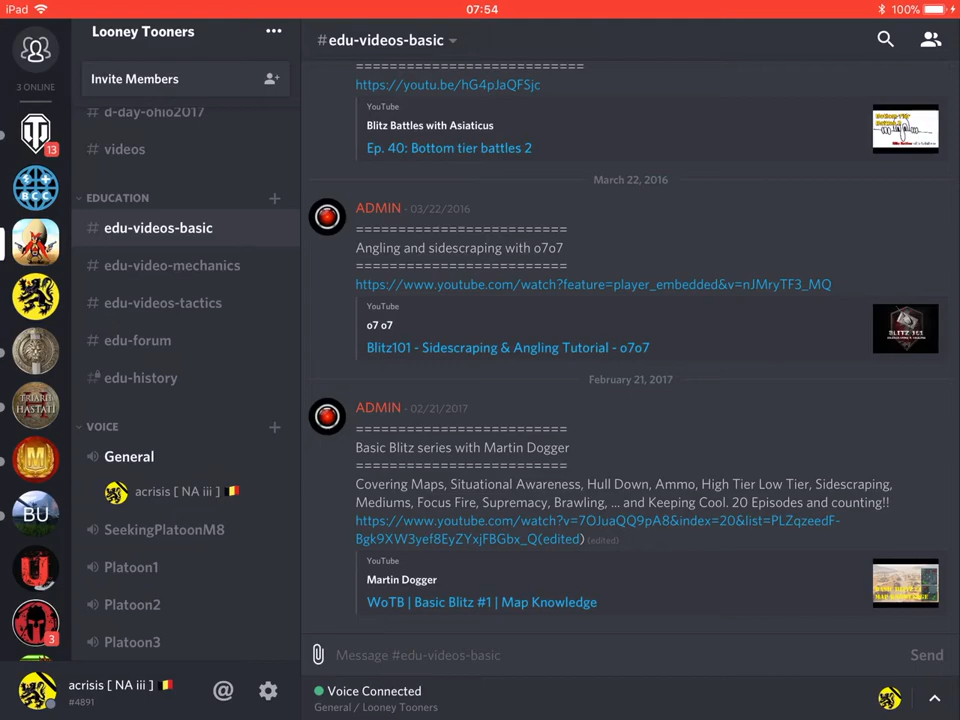 iPad
07:54
100%
Looney Tooners
Invite Members
3 ONLINE
13
# d-day-ohio2017
# videos
EDUCATION
# edu-videos-basic
# edu-video-mechanics
# edu-videos-tactics
# edu-forum
# edu-history
VOICE
General
acrisis [ NA iii ]
SeekingPlatoonM8
Platoon1
Platoon2
Platoon3
BCC
TRIARII
HASTATI
BU
3
acrisis [ NA iii ]
#4891
@
#edu-videos-basic
===========================
https://youtu.be/hG4pJaQFSjc
YouTube
Blitz Battles with Asiaticus
Ep. 40: Bottom tier battles 2
March 22, 2016
ADMIN - 03/22/2016
=========================
Angling and sidescraping with o7o7
=========================
https://www.youtube.com/watch?feature=player_embedded&v=nJMryTF3_MQ
YouTube
o7 o7
Blitz101 - Sidescraping & Angling Tutorial - o7o7
BLITZ 101
February 21, 2017
ADMIN - 02/21/2017
=========================
Basic Blitz series with Martin Dogger
=========================
Covering Maps, Situational Awareness, Hull Down, Ammo, High Tier Low Tier, Sidescraping,
Mediums, Focus Fire, Supremacy, Brawling, ... and Keeping Cool. 20 Episodes and counting!!
https://www.youtube.com/watch?v=7OJuaQQ9pA8&index=20&list=PLZqzeedF-
Bgk9XW3yef8EyZYxjFBGbx_Q(edited) (edited)
YouTube
Martin Dogger
WoTB | Basic Blitz #1 | Map Knowledge
Message #edu-videos-basic
Send
Voice Connected
General / Looney Tooners